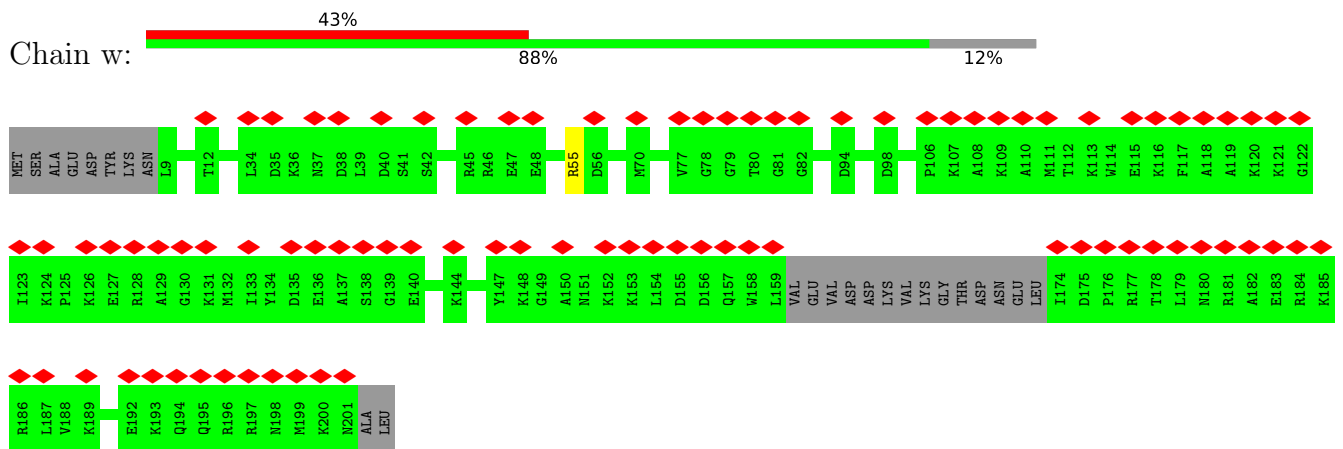 43%
Chain w:
88% 12%
MET SER ALA GLU ASP TYR LYS ASN L9 T12 L34 D35 K36 N37 D38 L39 D40 S41 S42 R45 R46 E47 E48 R55 D56 M70 V77 G78 G79 T80 G81 G82 D94 D98 P106 K107 A108 K109 A110 M111 T112 K113 W114 E115 K116 F117 A118 A119 K120 K121 G122
I123 K124 P125 K126 E127 R128 A129 G130 K131 M132 I133 Y134 D135 E136 A137 S138 G139 E140 K144 Y147 K148 G149 A150 N151 K152 K153 L154 D155 D156 Q157 W158 L159 VAL GLU VAL ASP ASP LYS VAL LYS GLY THR ASP ASN GLU LEU I174 D175 P176 R177 T178 L179 N180 R181 A182 E183 R184 K185
R186 L187 V188 K189 E192 K193 Q194 Q195 R196 R197 N198 M199 K200 N201 ALA LEU